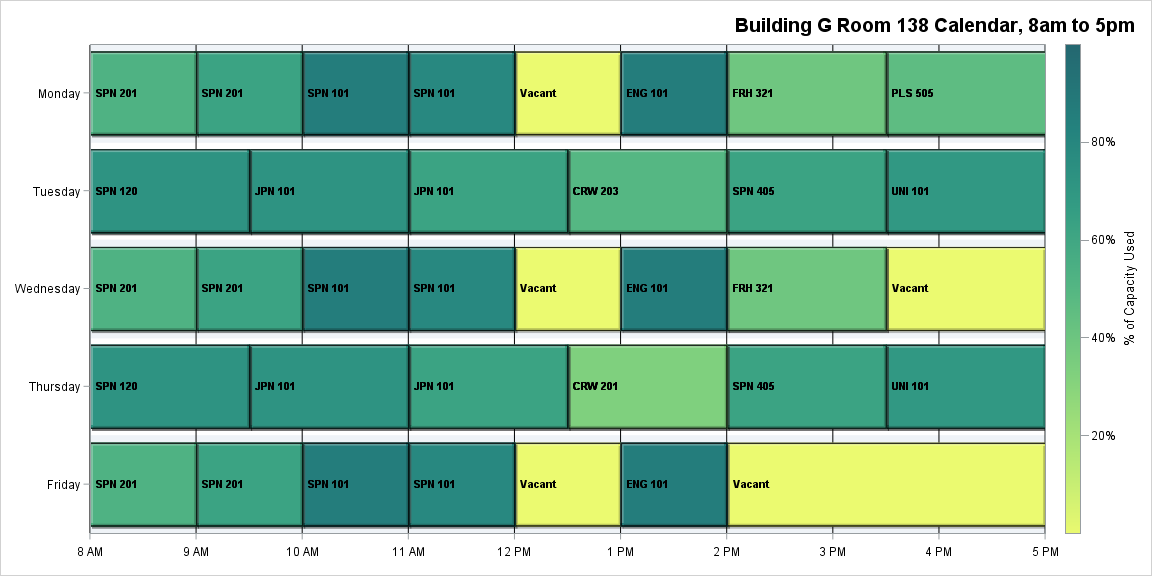 Building G Room 138 Calendar, 8am to 5pm
Monday
SPN 201
SPN 201
SPN 101
SPN 101
Vacant
ENG 101
FRH 321
PLS 505
Tuesday
SPN 120
JPN 101
JPN 101
CRW 203
SPN 405
UNI 101
Wednesday
SPN 201
SPN 201
SPN 101
SPN 101
Vacant
ENG 101
FRH 321
Vacant
Thursday
SPN 120
JPN 101
JPN 101
CRW 201
SPN 405
UNI 101
Friday
SPN 201
SPN 201
SPN 101
SPN 101
Vacant
ENG 101
Vacant
8 AM
9 AM
10 AM
11 AM
12 PM
1 PM
2 PM
3 PM
4 PM
5 PM
80%
60%
40%
20%
% of Capacity Used